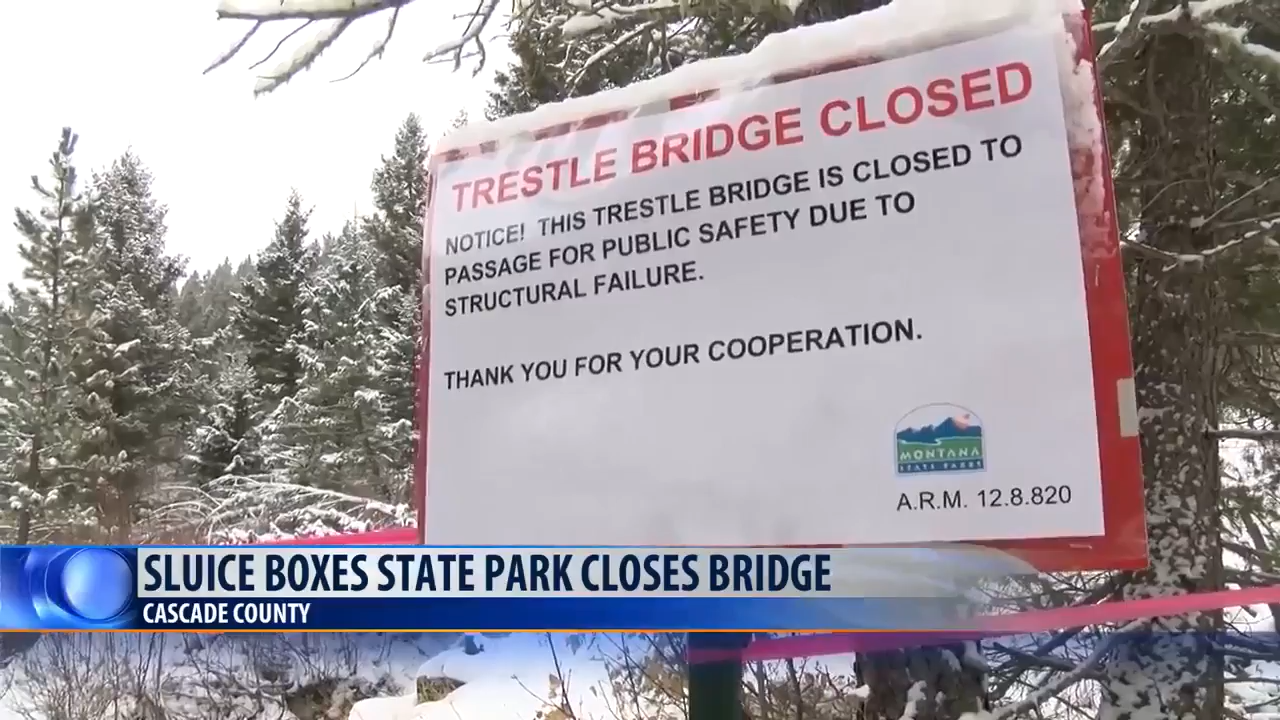 TRESTLE BRIDGE CLOSED
NOTICE! THIS TRESTLE BRIDGE IS CLOSED TO
PASSAGE FOR PUBLIC SAFETY DUE TO
STRUCTURAL FAILURE.
THANK YOU FOR YOUR COOPERATION.
MONTANA
STATE PARKS
A.R.M. 12.8.820
SLUICE BOXES STATE PARK CLOSES BRIDGE
CASCADE COUNTY